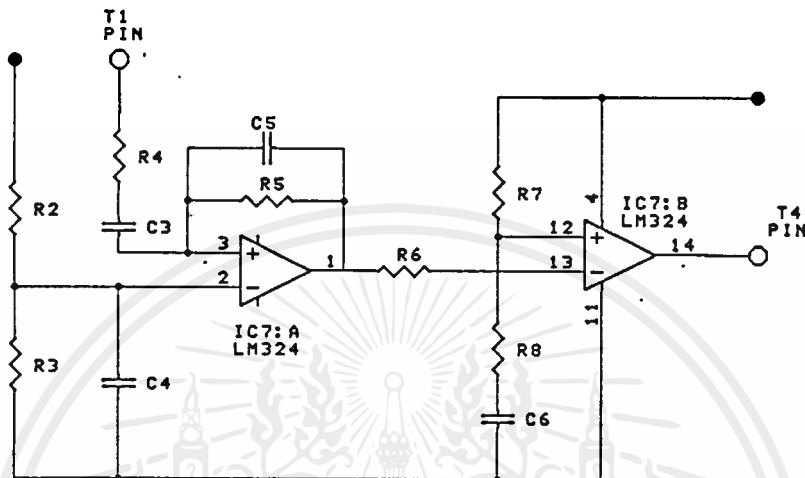 T1
PIN
C5
R4
R5
R7
4
IC7:B
LM324
T4
PIN
R2
C3
3
+
12
+
14
1
R6
2
-
13
-
IC7:A
LM324
11
R3
C4
R8
C6